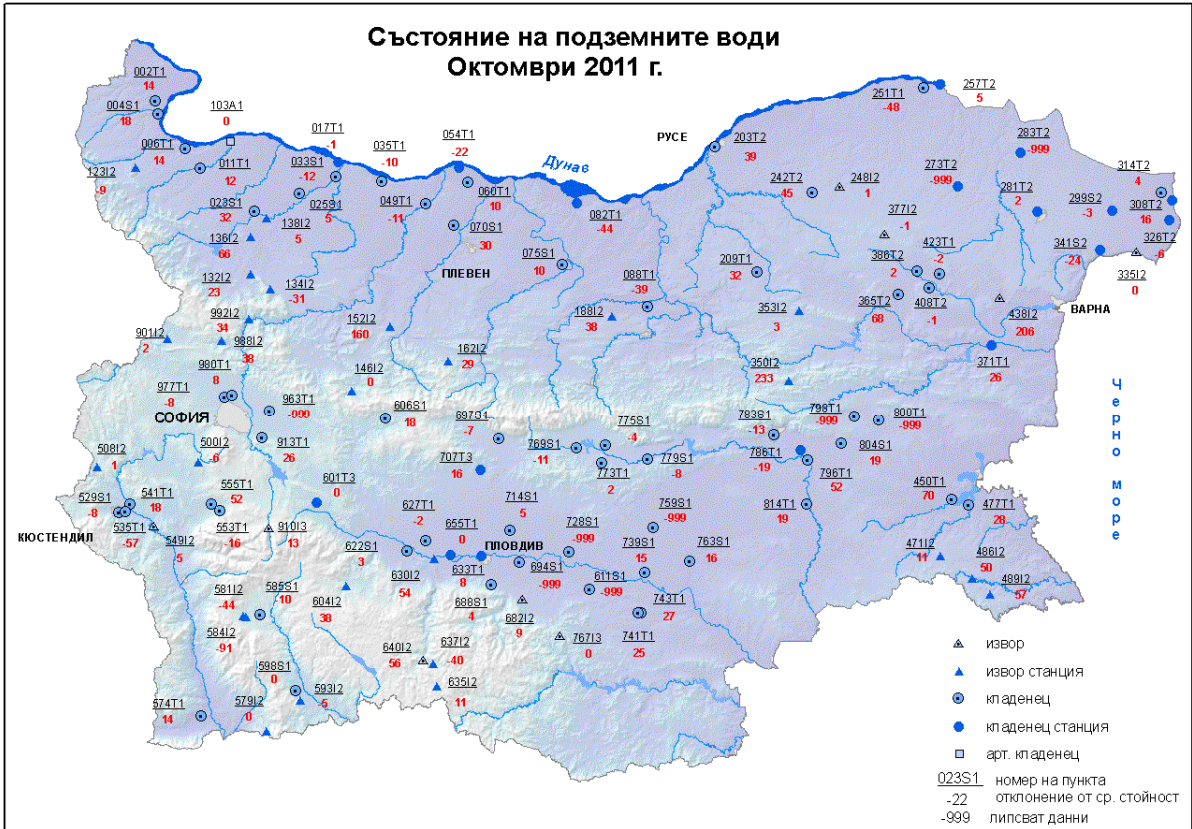 Състояние на подземните води
Октомври 2011 г.
002T1
14
004S1
18
103A1
0
006T1
14
011T1
12
017T1
-1
033S1
-12
035T1
-10
054T1
-22
Дунав
РУСЕ
203T2
39
251T1
-48
257T2
5
283T2
-999
273T2
-999
314T2
4
123I2
-9
023S1
32
025S1
5
138I2
5
049T1
-11
060T1
10
070S1
30
082T1
-44
242T2
45
248I2
1
377I2
-1
281T2
2
299S2
-3
308T2
16
326T2
-6
136I2
66
ПЛЕВЕН
075S1
10
088T1
-39
209T1
32
386T2
2
423T1
-2
341S2
-24
335I2
0
132I2
23
134I2
-31
365T2
68
408T2
-1
ВАРНА
992I2
34
152I2
160
188I2
38
353I2
3
438I2
206
901I2
2
988I2
38
162I2
29
350I2
233
371T1
26
980T1
8
977T1
-8
146I2
0
963T1
-999
СОФИЯ
606S1
18
697S1
-7
775S1
-4
783S1
-13
798T1
-999
800T1
-999
Черно море
508I2
1
500I2
-6
913T1
26
707T3
16
769S1
-11
773T1
2
779S1
-8
786T1
-19
804S1
19
796T1
52
529S1
-8
541T1
18
555T1
52
601T3
0
627T1
-2
714S1
5
759S1
-999
814T1
19
450T1
70
477T1
28
КЮСТЕНДИЛ
535T1
-57
549I2
5
553T1
-16
910I3
13
622S1
3
655T1
0
ПЛОВДИВ
728S1
-999
739S1
15
763S1
16
471I2
11
486I2
50
489I2
57
630I2
54
633T1
8
694S1
-999
611S1
-999
581I2
-44
585S1
10
604I2
38
688S1
4
682I2
9
743T1
27
584I2
-91
640I2
56
637I2
-40
767I3
0
741T1
25
598S1
0
593I2
-5
635I2
11
574T1
14
579I2
0
извор
извор станция
кладенец
кладенец станция
арт. кладенец
023S1 номер на пункта
-22 отклонение от ср. стойност
-999 липсват данни